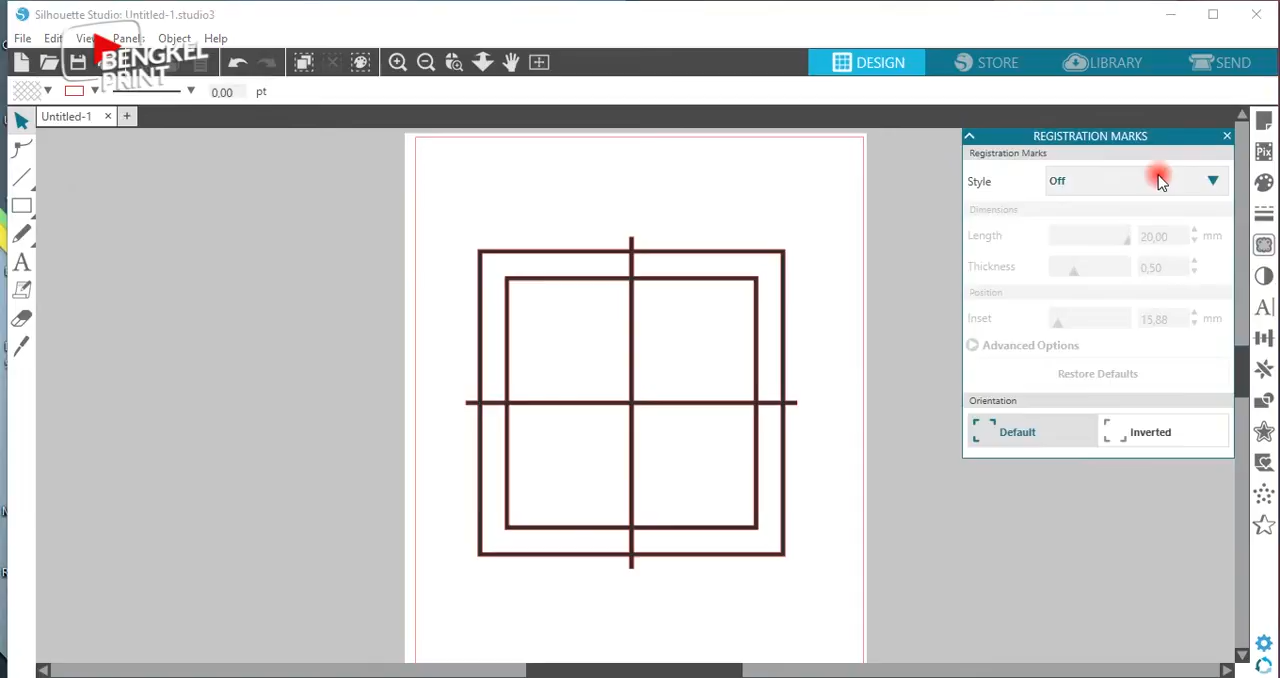 Silhouette Studio: Untitled-1.studio3
File Edit View Panels Object Help
BENGKEL
PRINT
DESIGN
STORE
LIBRARY
SEND
0,00 pt
Untitled-1
REGISTRATION MARKS
Registration Marks
Style Off
Dimensions
Length 20,00 mm
Thickness 0,50
Position
Inset 15,88 mm
Advanced Options
Restore Defaults
Orientation
Default Inverted
Pix